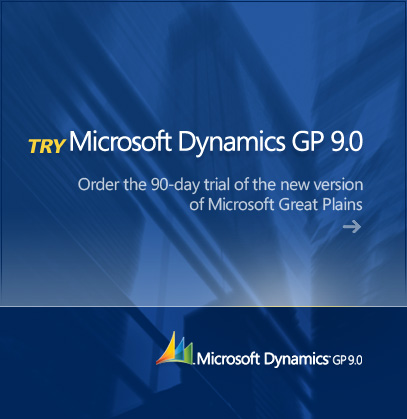 TRY Microsoft Dynamics GP 9.0
Order the 90-day trial of the new version
of Microsoft Great Plains
Microsoft Dynamics™ GP 9.0